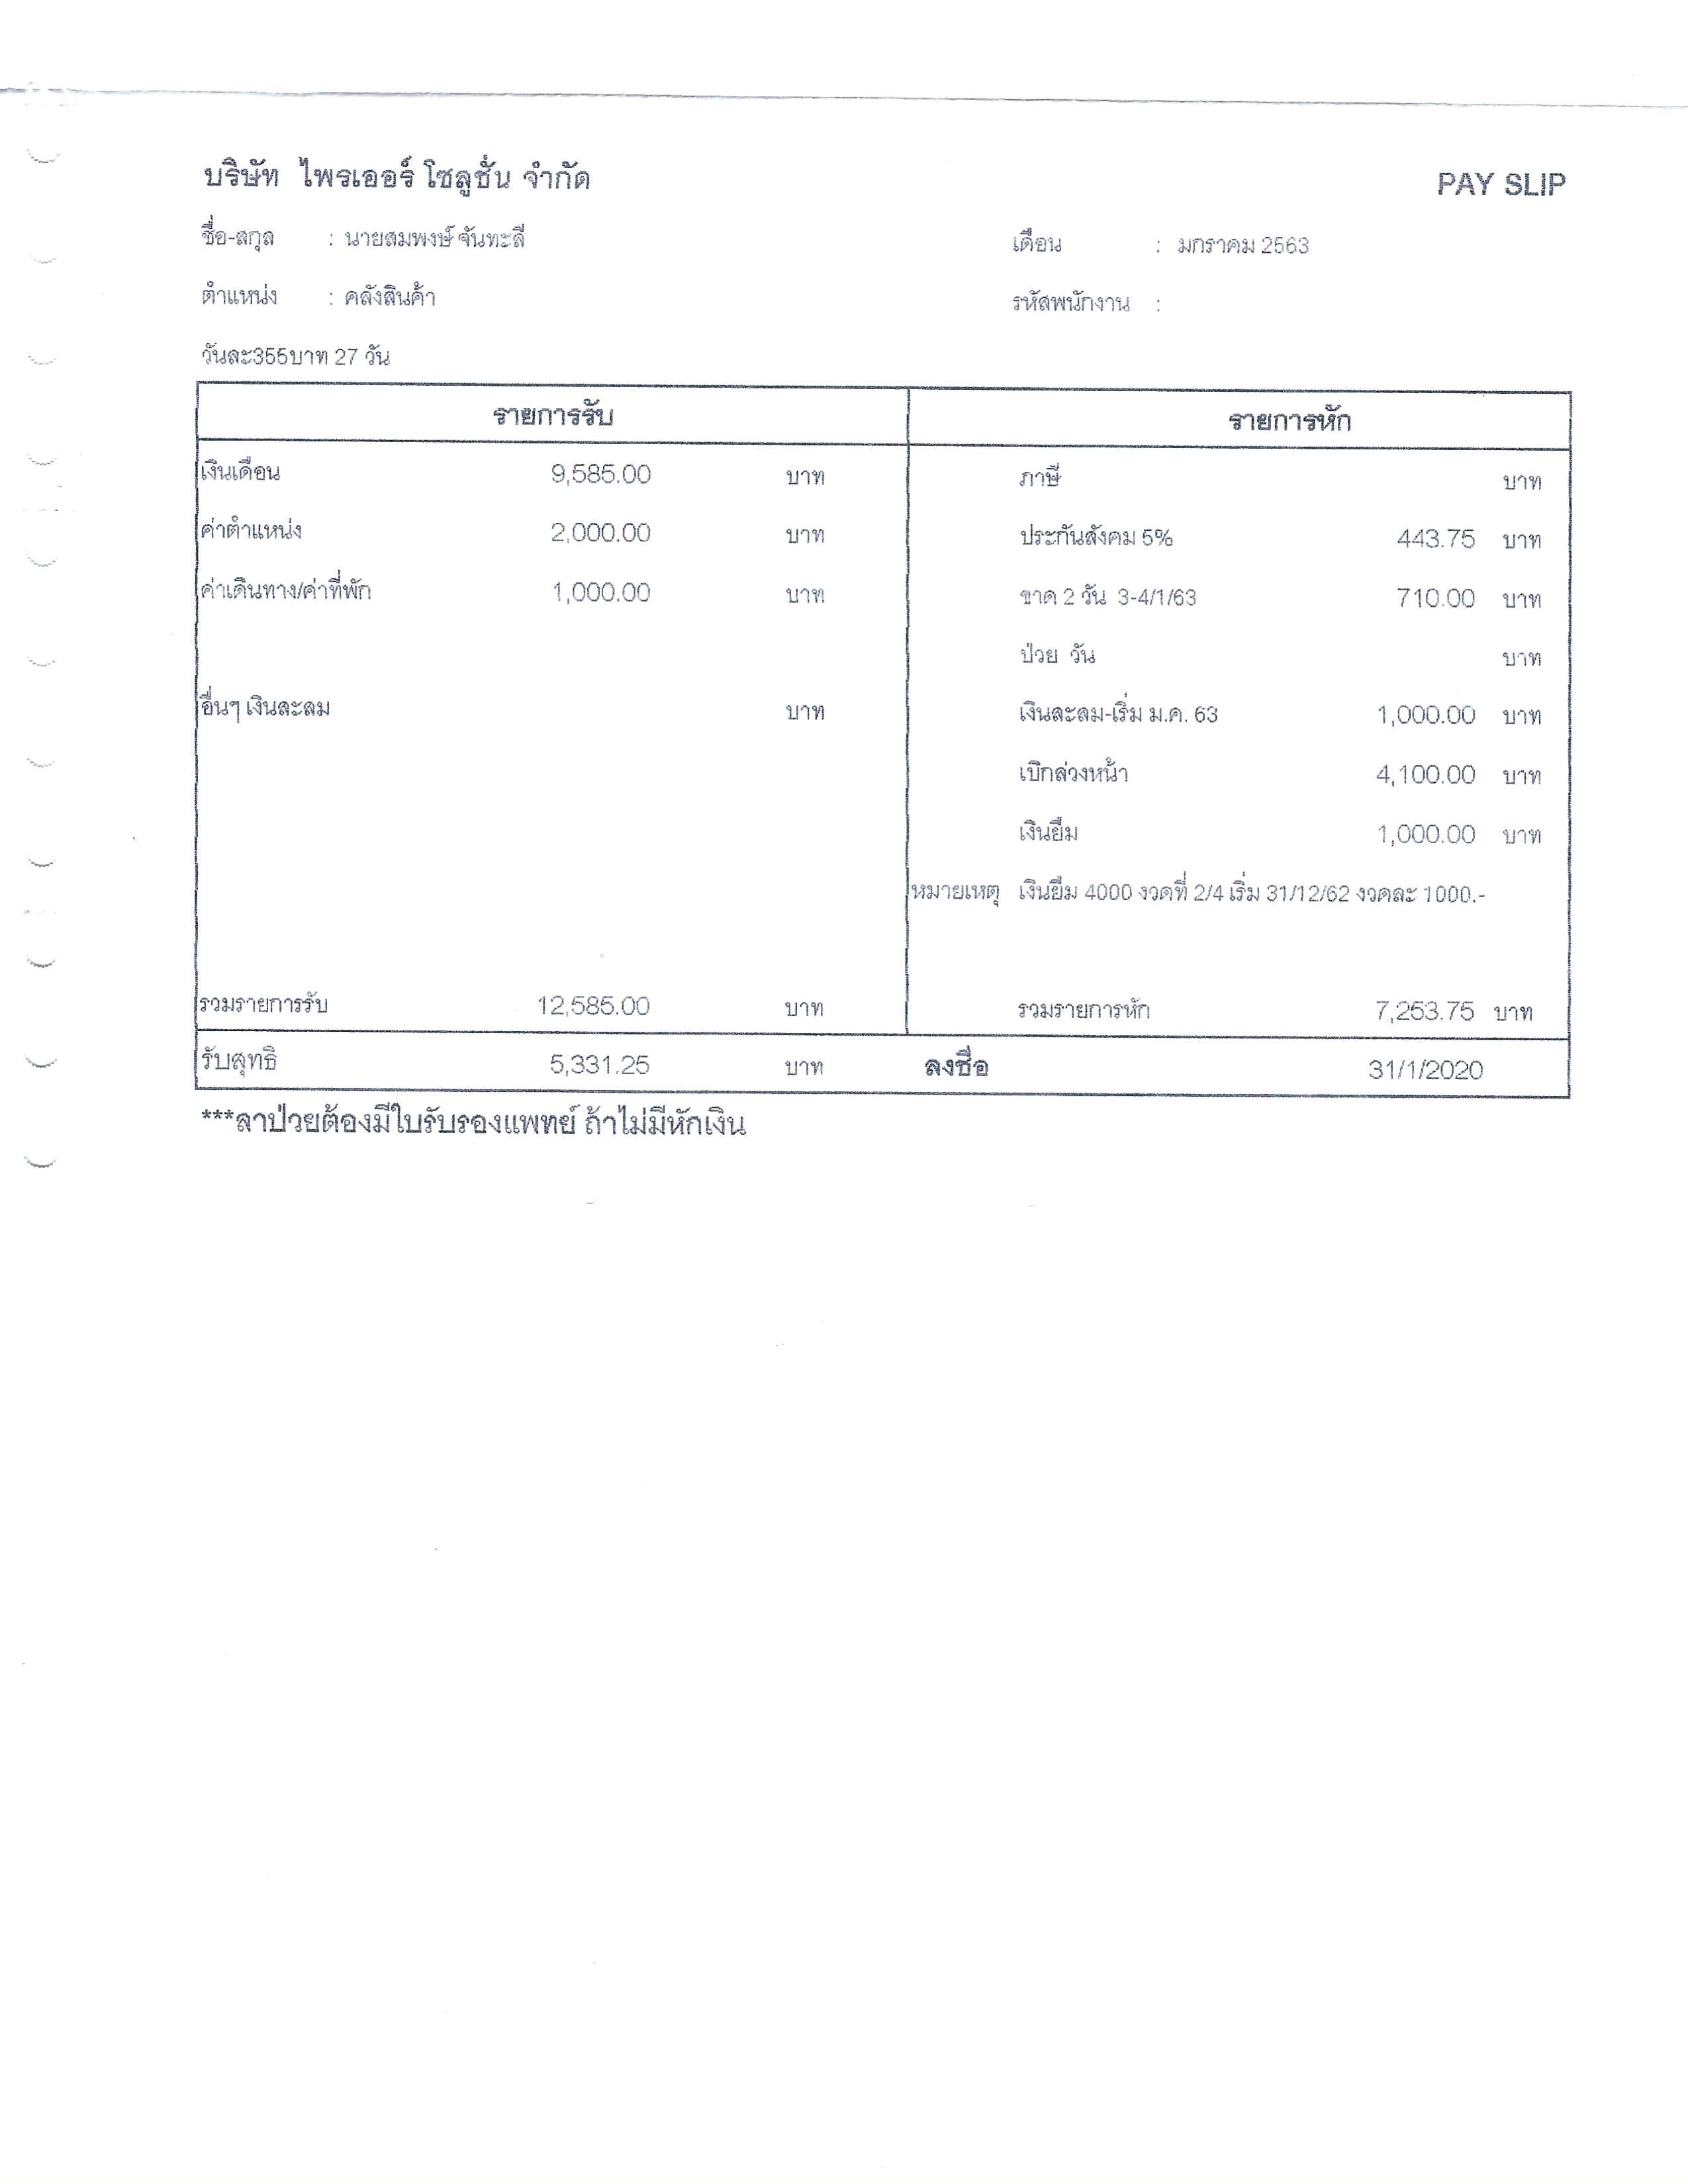 บริษัท ไพรเออร์ โซลูชั่น จำกัด PAY SLIP
ชื่อ-สกุล : นายสมพงษ์ จันทะลี เดือน : มกราคม 2563
ตำแหน่ง : คลังสินค้า รหัสพนักงาน :
วันละ355บาท 27 วัน
รายการรับ รายการหัก
เงินเดือน 9,585.00 บาท ภาษี บาท
ค่าตำแหน่ง 2,000.00 บาท ประกันสังคม 5% 443.75 บาท
ค่าเดินทาง/ค่าที่พัก 1,000.00 บาท ขาด 2 วัน 3-4/1/63 710.00 บาท
ป่วย วัน บาท
อื่นๆ เงินละลม บาท เงินละลม-เริ่ม ม.ค. 63 1,000.00 บาท
เบิกล่วงหน้า 4,100.00 บาท
เงินยืม 1,000.00 บาท
หมายเหตุ เงินยืม 4000 งวดที่ 2/4 เริ่ม 31/12/62 งวดละ 1000.-
รวมรายการรับ 12,585.00 บาท รวมรายการหัก 7,253.75 บาท
รับสุทธิ 5,331.25 บาท ลงชื่อ 31/1/2020
***ลาป่วยต้องมีใบรับรองแพทย์ ถ้าไม่มีหักเงิน